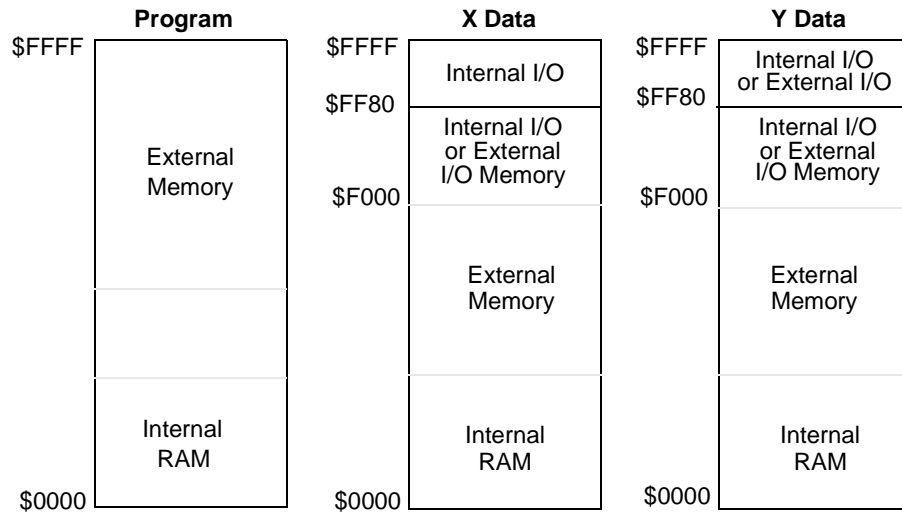 Program
$FFFF
External
Memory
Internal
RAM
$0000
X Data
$FFFF
Internal I/O
$FF80
Internal I/O
or External
I/O Memory
$F000
External
Memory
Internal
RAM
$0000
Y Data
$FFFF
Internal I/O
or External I/O
$FF80
Internal I/O
or External
I/O Memory
$F000
External
Memory
Internal
RAM
$0000